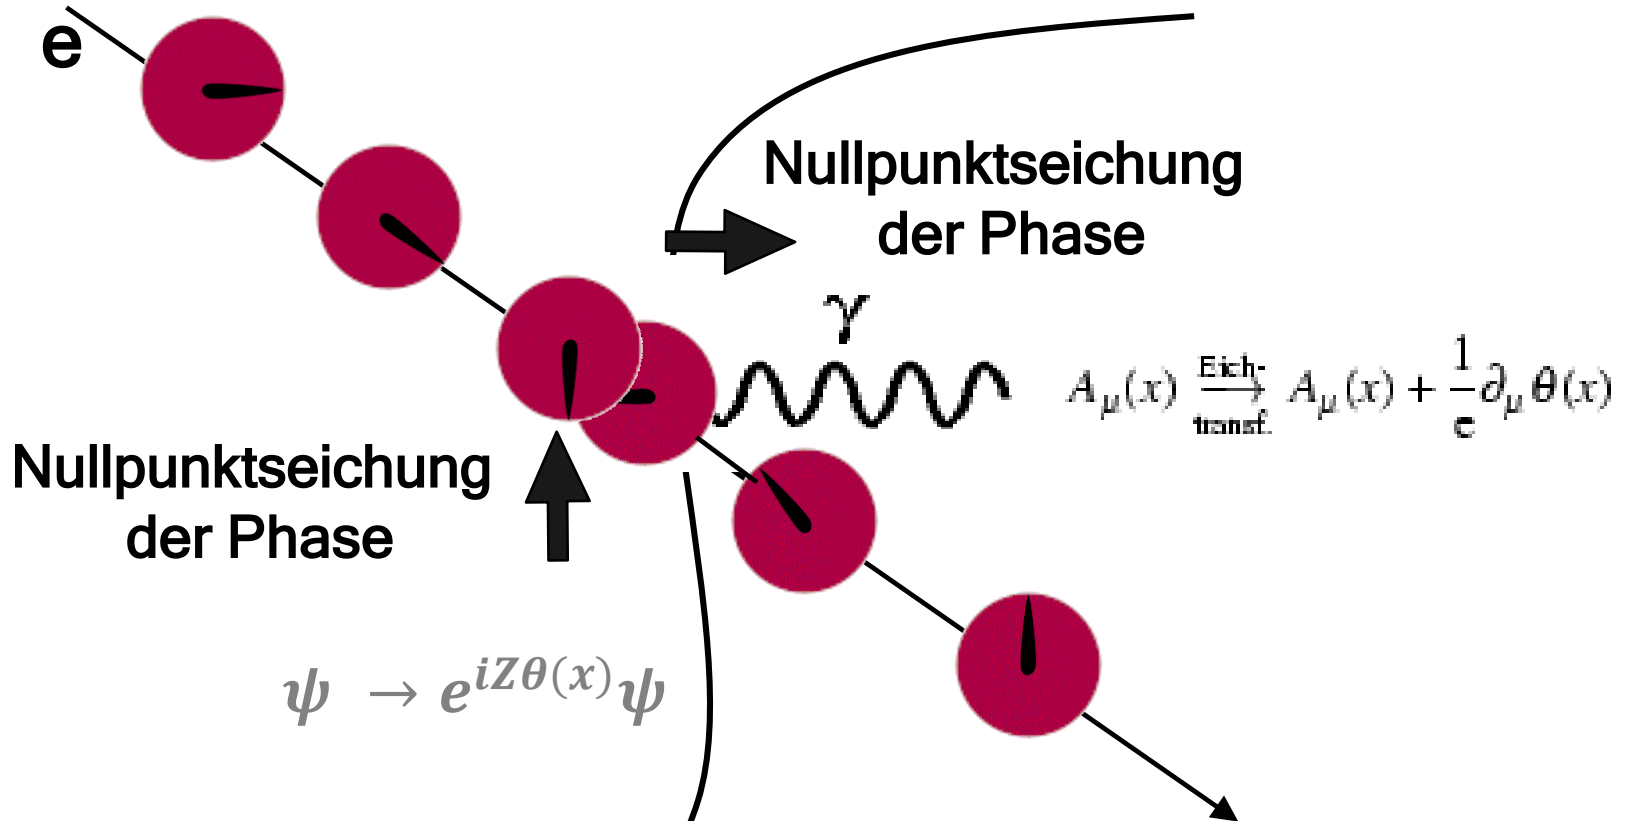 e
Nullpunktseichung
der Phase
γ
A_μ(x) Eich-transf. → A_μ(x) + 1/e ∂_μ θ(x)
Nullpunktseichung
der Phase
ψ → e^{iZθ(x)}ψ